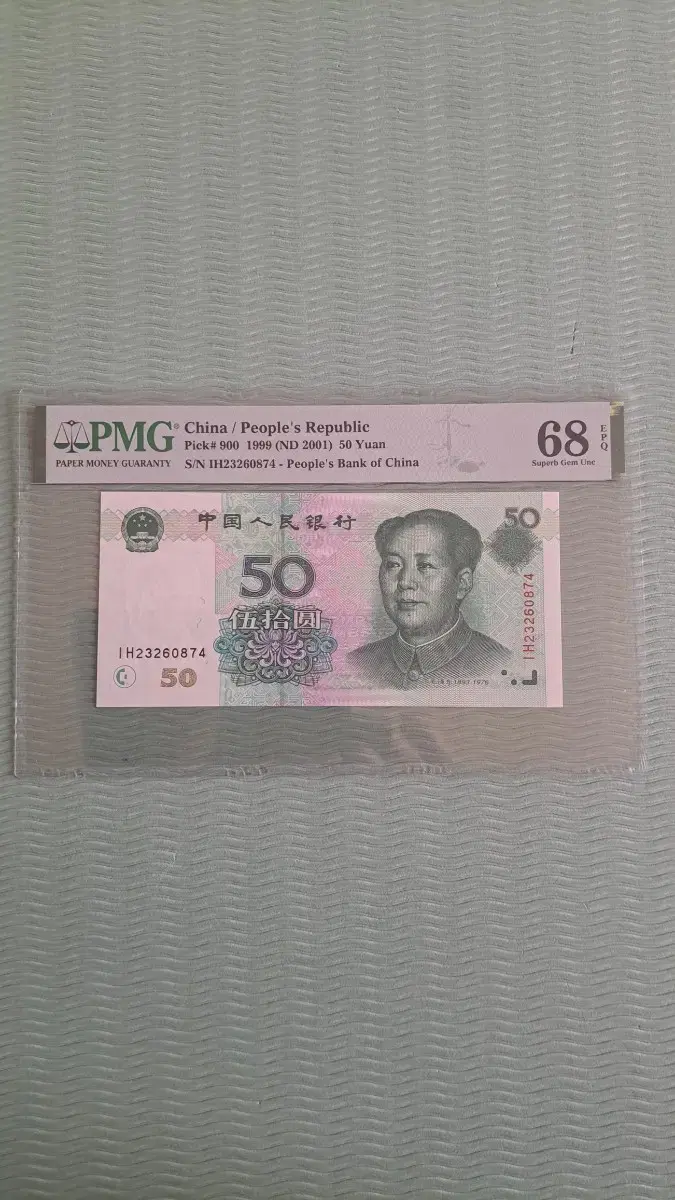 PMG
PAPER MONEY GUARANTY
China / People's Republic
Pick# 900 1999 (ND 2001) 50 Yuan
S/N IH23260874 - People's Bank of China
68
EPQ
Superb Gem Unc
中国人民银行
50
50
伍拾圆
IH23260874
50
IH23260874